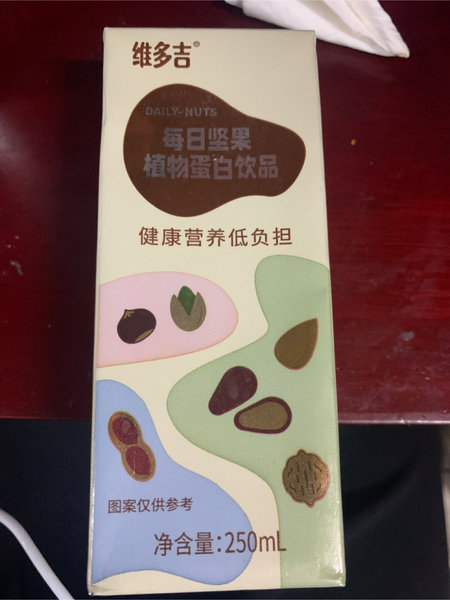 维多吉®
DAILY·NUTS
每日坚果
植物蛋白饮品
健康营养低负担
图案仅供参考
净含量:250mL